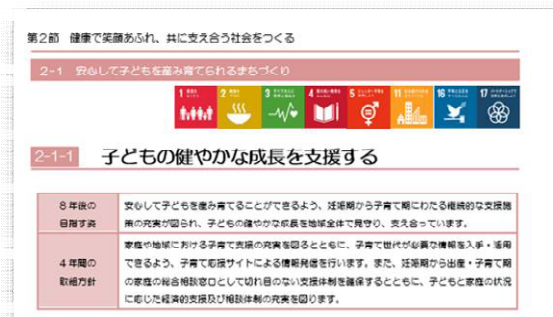 第2節 健康で笑顔あふれ、共に支え合う社会をつくる
2-1 安心して子どもを産み育てられるまちづくり
1 2 3 4 5 11 16 17
2-1-1 子どもの健やかな成長を支援する
8年後の
目指す姿
安心して子どもを産み育てることができるよう、妊娠期から子育て期にわたる継続的な支援施
策の充実が図られ、子どもの健やかな成長を地域全体で見守り、支え合っています。
4年間の
取組方針
家庭や地域における子育て支援の充実を図るとともに、子育て世代が必要な情報を入手・活用
できるよう、子育て応援サイトによる情報発信を行います。また、妊娠期から出産・子育て期
の家庭の総合相談窓口として切れ目のない支援体制を確保するとともに、子どもと家庭の状況
に応じた経済的支援及び相談体制の充実を図ります。